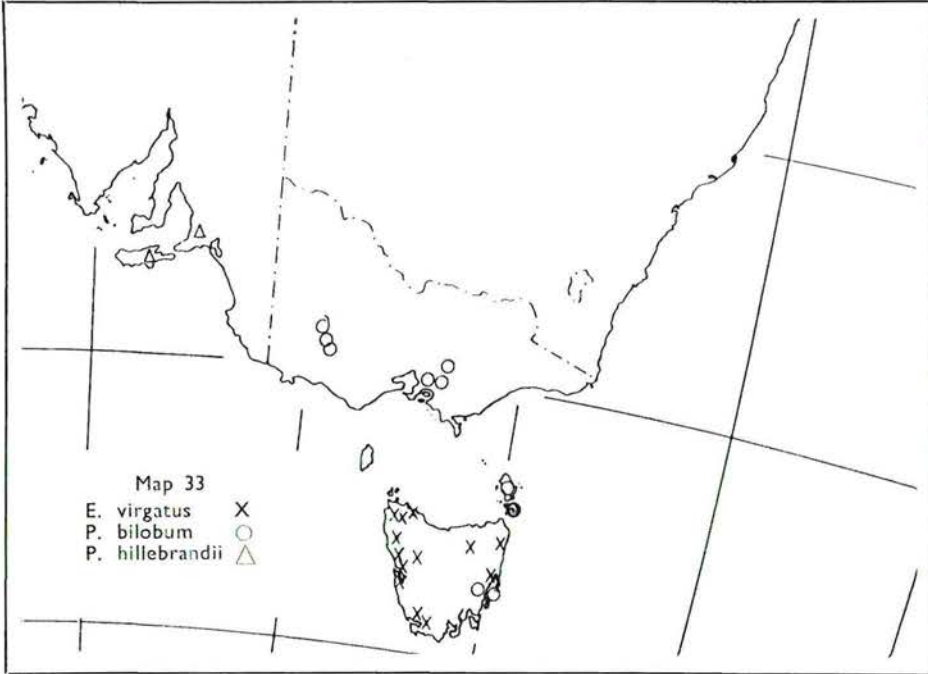 Map 33
E. virgatus X
P. bilobum ○
P. hillebrandii △